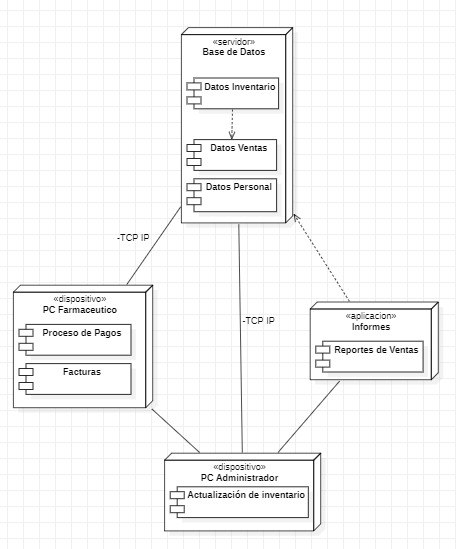 «servidor»
Base de Datos
Datos Inventario
Datos Ventas
Datos Personal
-TCP IP
-TCP IP
«dispositivo»
PC Farmaceutico
Proceso de Pagos
Facturas
«aplicacion»
Informes
Reportes de Ventas
«dispositivo»
PC Administrador
Actualización de inventario